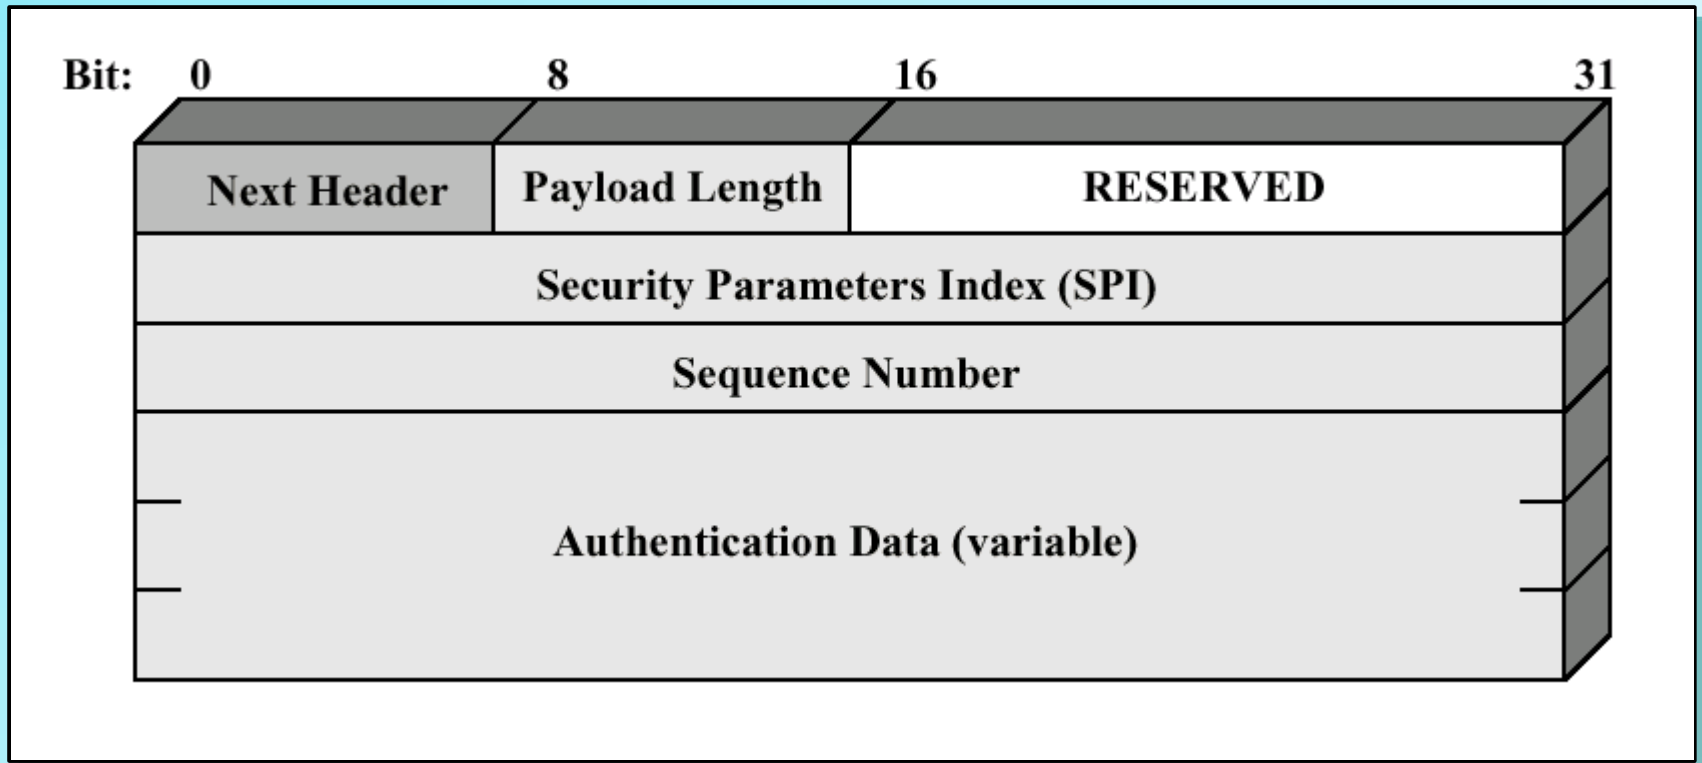 Bit: 0 8 16 31
Next Header Payload Length RESERVED
Security Parameters Index (SPI)
Sequence Number
Authentication Data (variable)